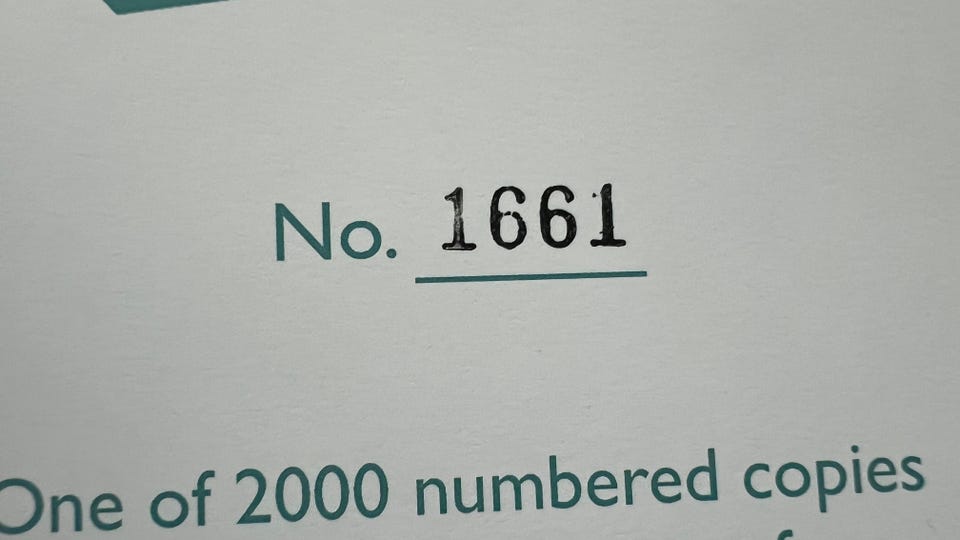 No. 1661
One of 2000 numbered copies